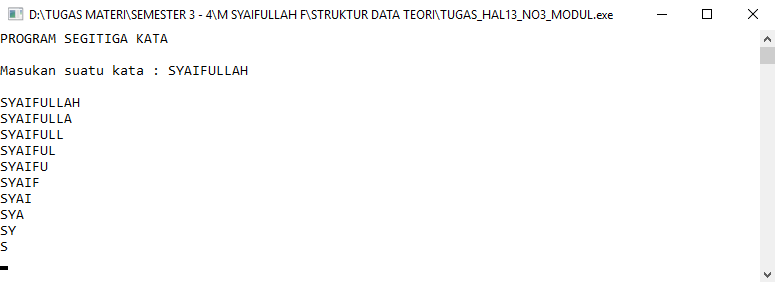 D:\TUGAS MATERI\SEMESTER 3 - 4\M SYAIFULLAH F\STRUKTUR DATA TEORI\TUGAS_HAL13_NO3_MODUL.exe
PROGRAM SEGITIGA KATA
Masukan suatu kata : SYAIFULLAH
SYAIFULLAH
SYAIFULLA
SYAIFULL
SYAIFUL
SYAIFU
SYAIF
SYAI
SYA
SY
S